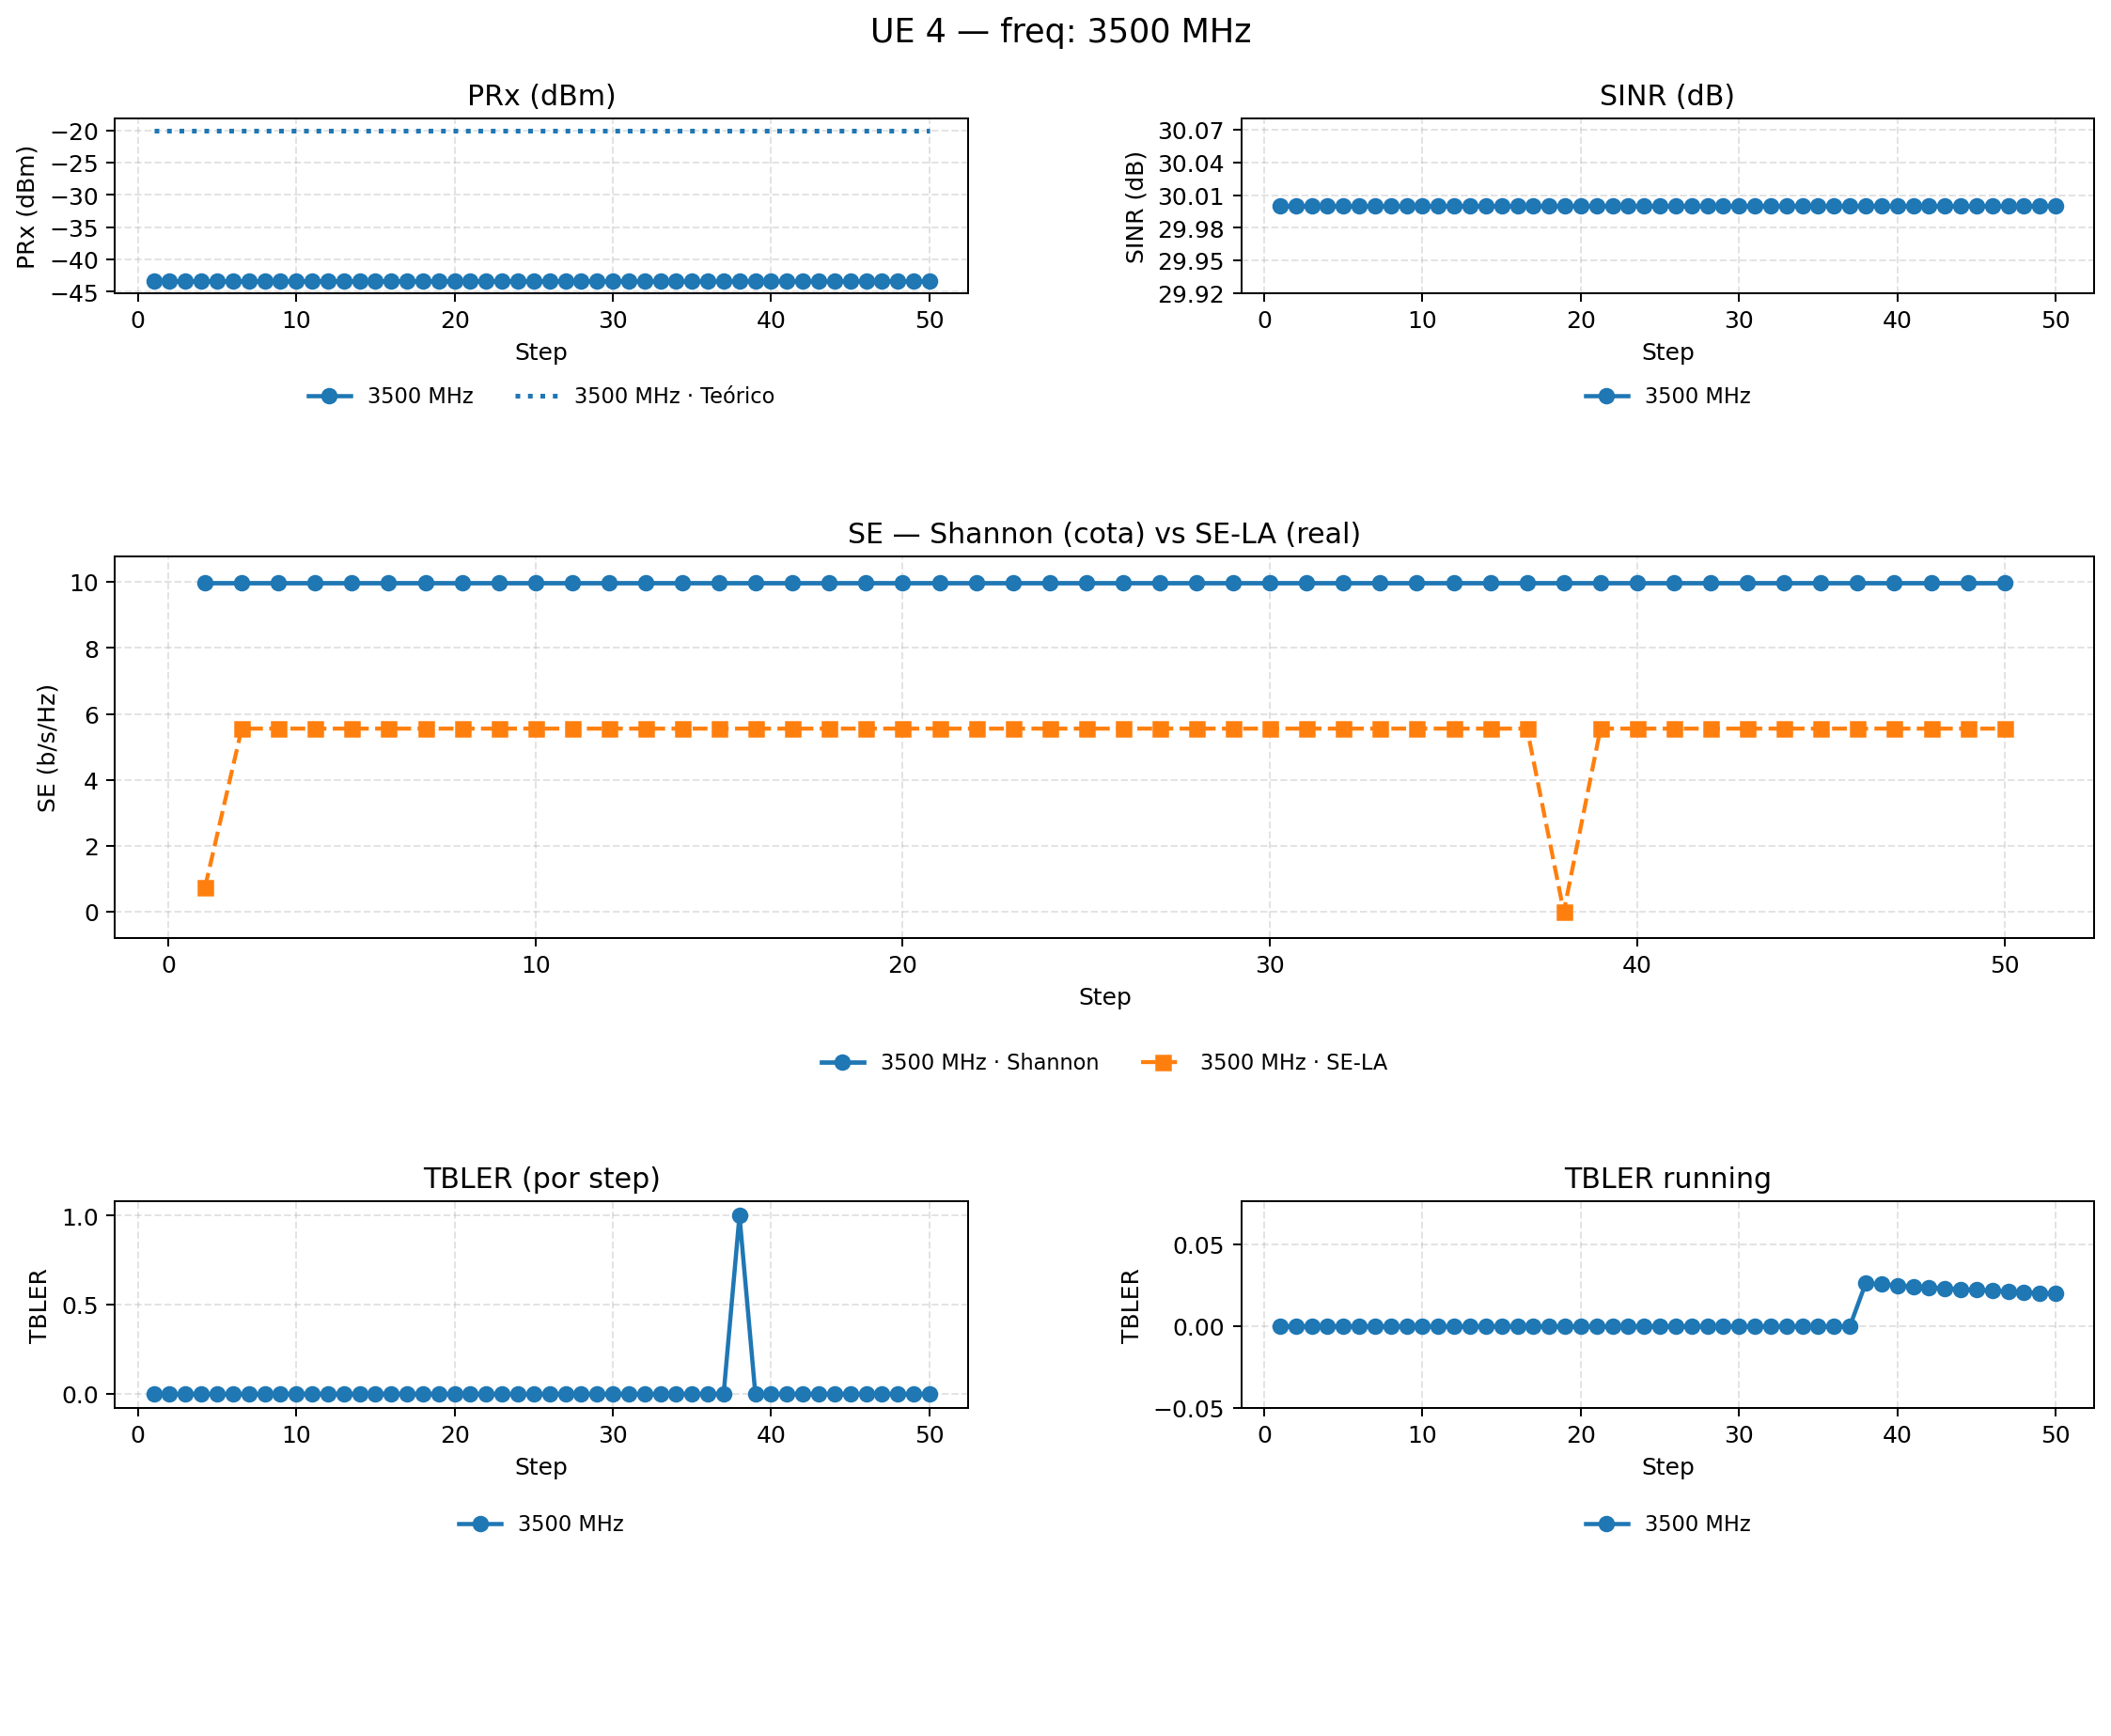 UE 4 — freq: 3500 MHz
PRx (dBm)
PRx (dBm)
−20
−25
−30
−35
−40
−45
0 10 20 30 40 50
Step
3500 MHz 3500 MHz · Teórico
SINR (dB)
SINR (dB)
30.07
30.04
30.01
29.98
29.95
29.92
0 10 20 30 40 50
Step
3500 MHz
SE — Shannon (cota) vs SE-LA (real)
SE (b/s/Hz)
10
8
6
4
2
0
0 10 20 30 40 50
Step
3500 MHz · Shannon 3500 MHz · SE-LA
TBLER (por step)
TBLER
1.0
0.5
0.0
0 10 20 30 40 50
Step
3500 MHz
TBLER running
TBLER
0.05
0.00
−0.05
0 10 20 30 40 50
Step
3500 MHz